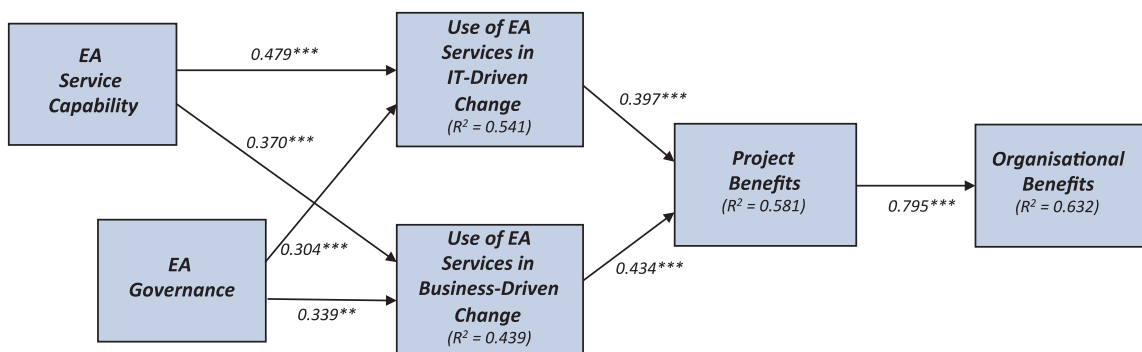 EA
Service
Capability
0.479***
0.370***
EA
Governance
0.304***
0.339**
Use of EA
Services in
IT-Driven
Change
(R² = 0.541)
Use of EA
Services in
Business-Driven
Change
(R² = 0.439)
0.397***
0.434***
Project
Benefits
(R² = 0.581)
0.795***
Organisational
Benefits
(R² = 0.632)